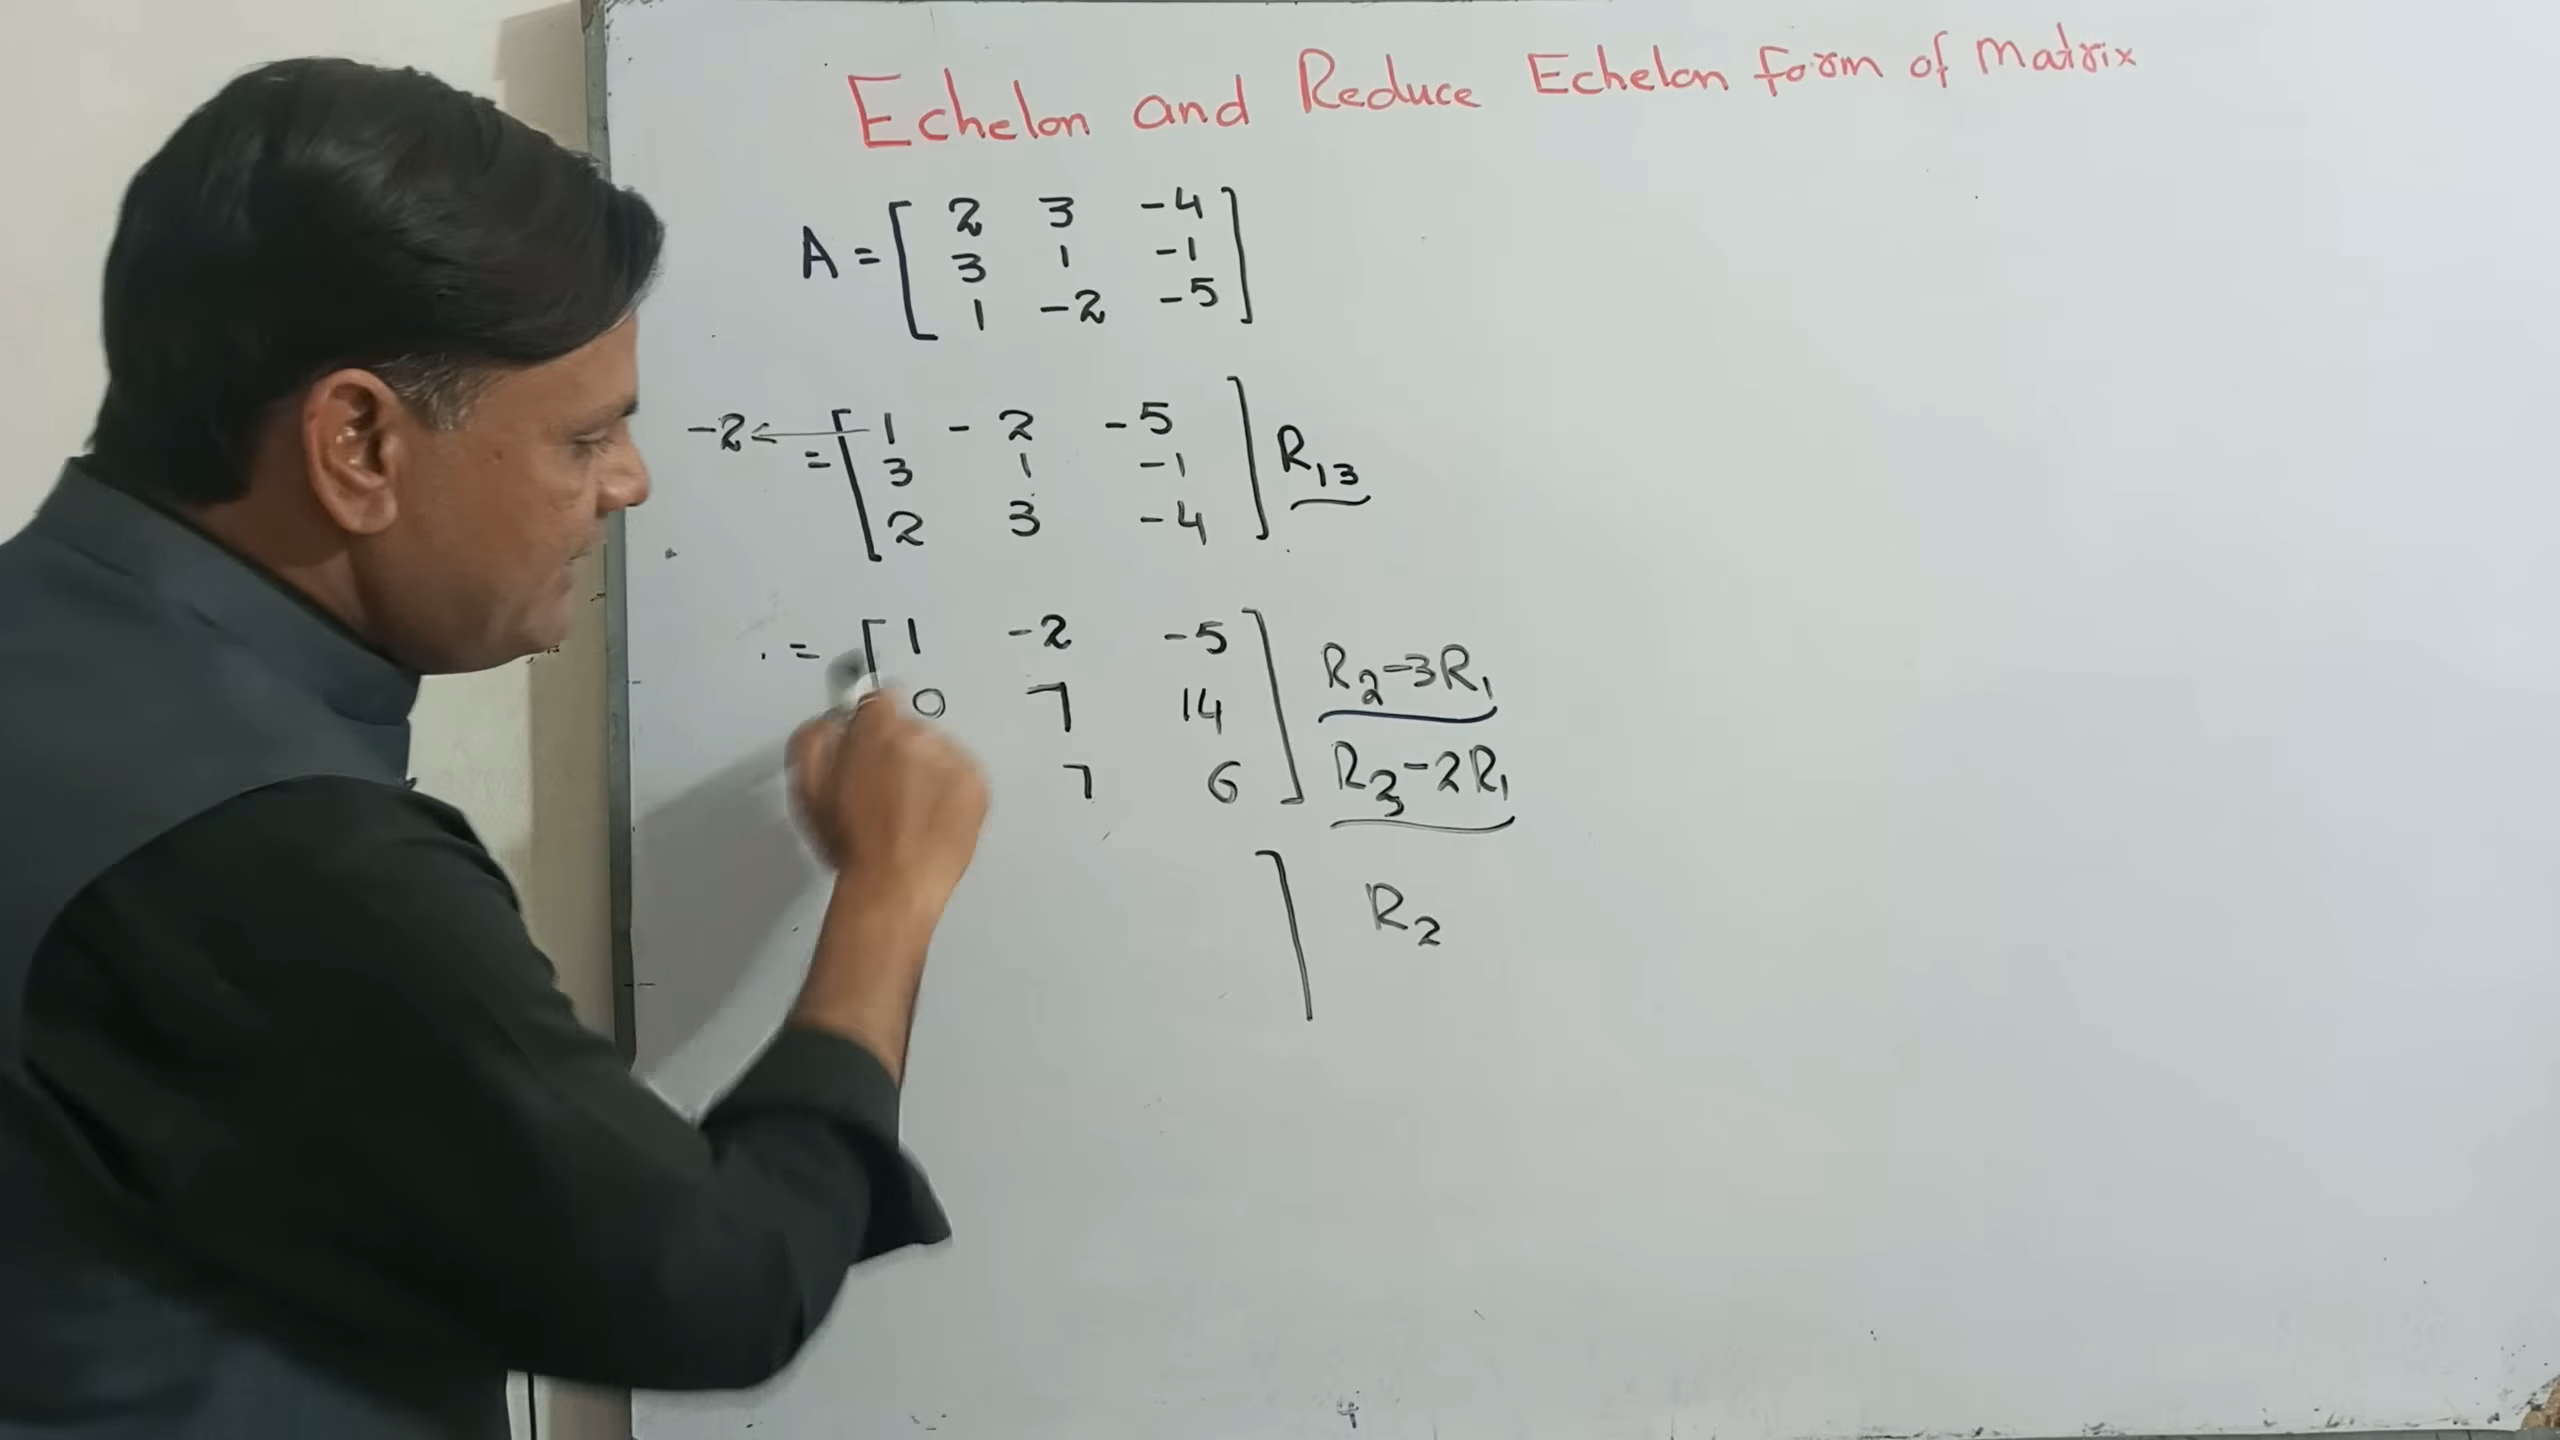 Echelon and Reduce Echelon form of matrix
A = [ 2 3 -4 ]
3 1 -1
1 -2 -5
-2 ← = [ 1 -2 -5 ] R13
3 1 -1
2 3 -4
= [ 1 -2 -5 ]
0 7 14 R2-3R1
7 6 R3-2R1
] R2
4